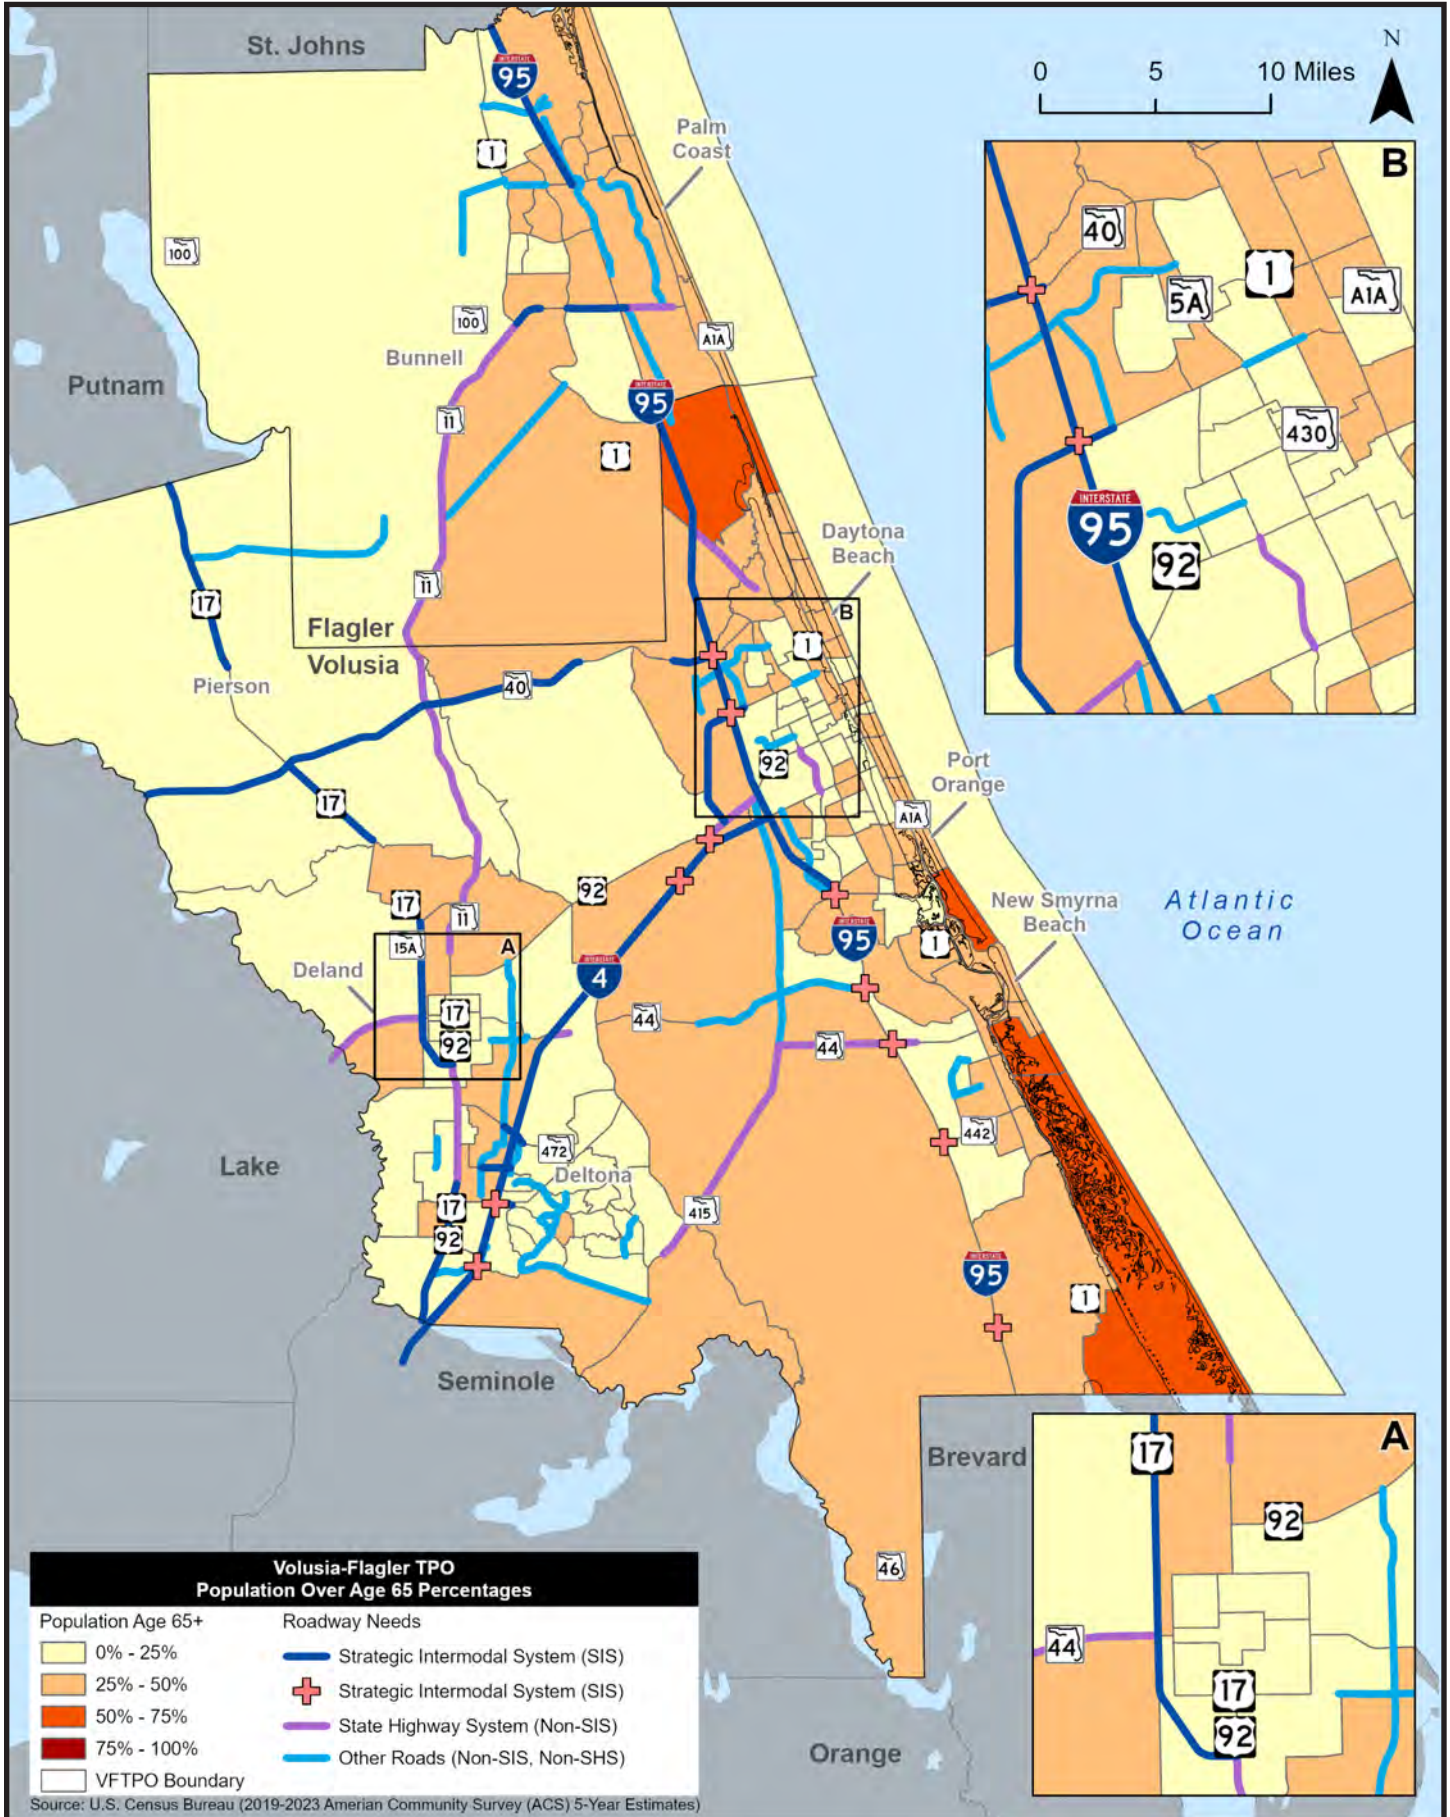 St. Johns
INTERSTATE
95
1
Palm
Coast
0 5 10 Miles
N
100
100
Bunnell
A1A
Putnam
11
INTERSTATE
95
1
11
17
Flagler
Volusia
Pierson
40
17
Daytona
Beach
B
1
92
Port
Orange
A1A
New Smyrna
Beach
Atlantic
Ocean
92
17
11
15A
A
Deland
17
92
INTERSTATE
4
INTERSTATE
95
1
44
44
442
472
Deltona
Lake
17
92
415
INTERSTATE
95
1
Seminole
Brevard
46
Orange
B
40
5A
1
A1A
430
INTERSTATE
95
92
A
17
92
44
17
92
Volusia-Flagler TPO
Population Over Age 65 Percentages
Population Age 65+
0% - 25%
25% - 50%
50% - 75%
75% - 100%
VFTPO Boundary
Roadway Needs
Strategic Intermodal System (SIS)
Strategic Intermodal System (SIS)
State Highway System (Non-SIS)
Other Roads (Non-SIS, Non-SHS)
Source: U.S. Census Bureau (2019-2023 Amerian Community Survey (ACS) 5-Year Estimates)